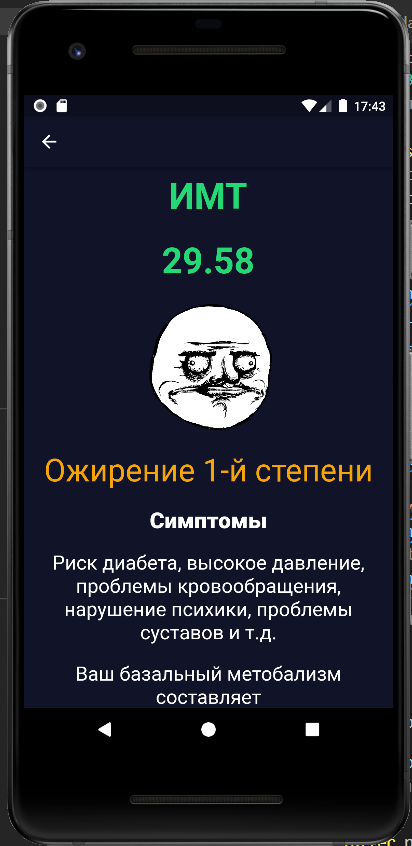 17:43
ИМТ
29.58
Ожирение 1-й степени
Симптомы
Риск диабета, высокое давление,
проблемы кровообращения,
нарушение психики, проблемы
суставов и т.д.
Ваш базальный метобализм
составляет